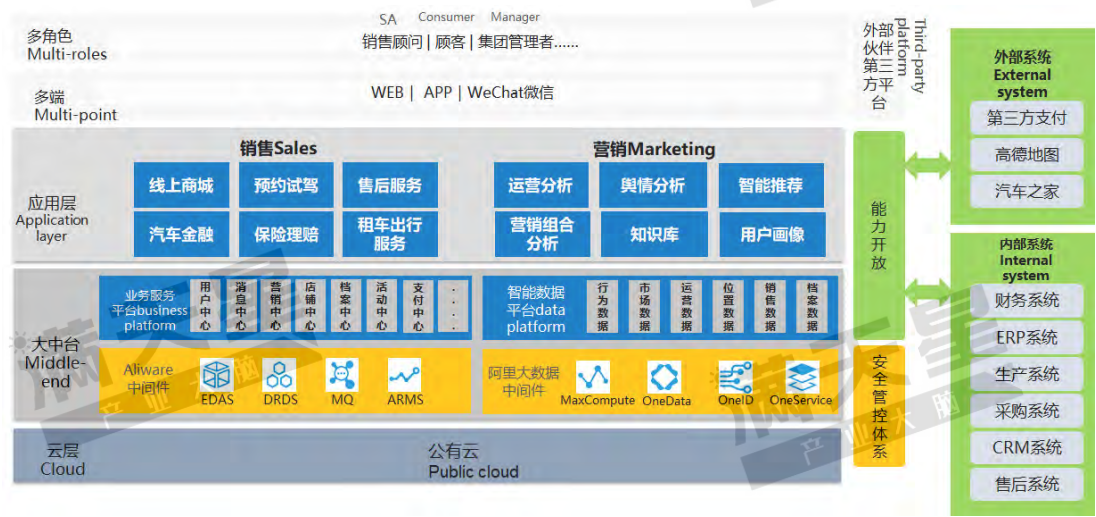 SA Consumer Manager
多角色
Multi-roles
销售顾问 | 顾客 | 集团管理者......
多端
Multi-point
WEB | APP | WeChat微信
外部
伙伴
第三
方平
台
Third-party
platform
应用层
Application
layer
销售Sales
线上商城
预约试驾
售后服务
汽车金融
保险理赔
租车出行
服务
营销Marketing
运营分析
舆情分析
智能推荐
营销组合
分析
知识库
用户画像
大中台
Middle-
end
业务服务
平台business
platform
用户中心
消息中心
营销中心
店铺中心
档案中心
活动中心
支付中心
...
智能数据
平台data
platform
行为数据
市场数据
运营数据
位置数据
销售数据
档案数据
Aliware
中间件
EDAS
DRDS
MQ
ARMS
阿里大数据
中间件
MaxCompute
OneData
OneID
OneService
云层
Cloud
公有云
Public cloud
能力开放
安全管控体系
外部系统
External
system
第三方支付
高德地图
汽车之家
内部系统
Internal
system
财务系统
ERP系统
生产系统
采购系统
CRM系统
售后系统
满天星
产业大脑
满天星
产业大脑